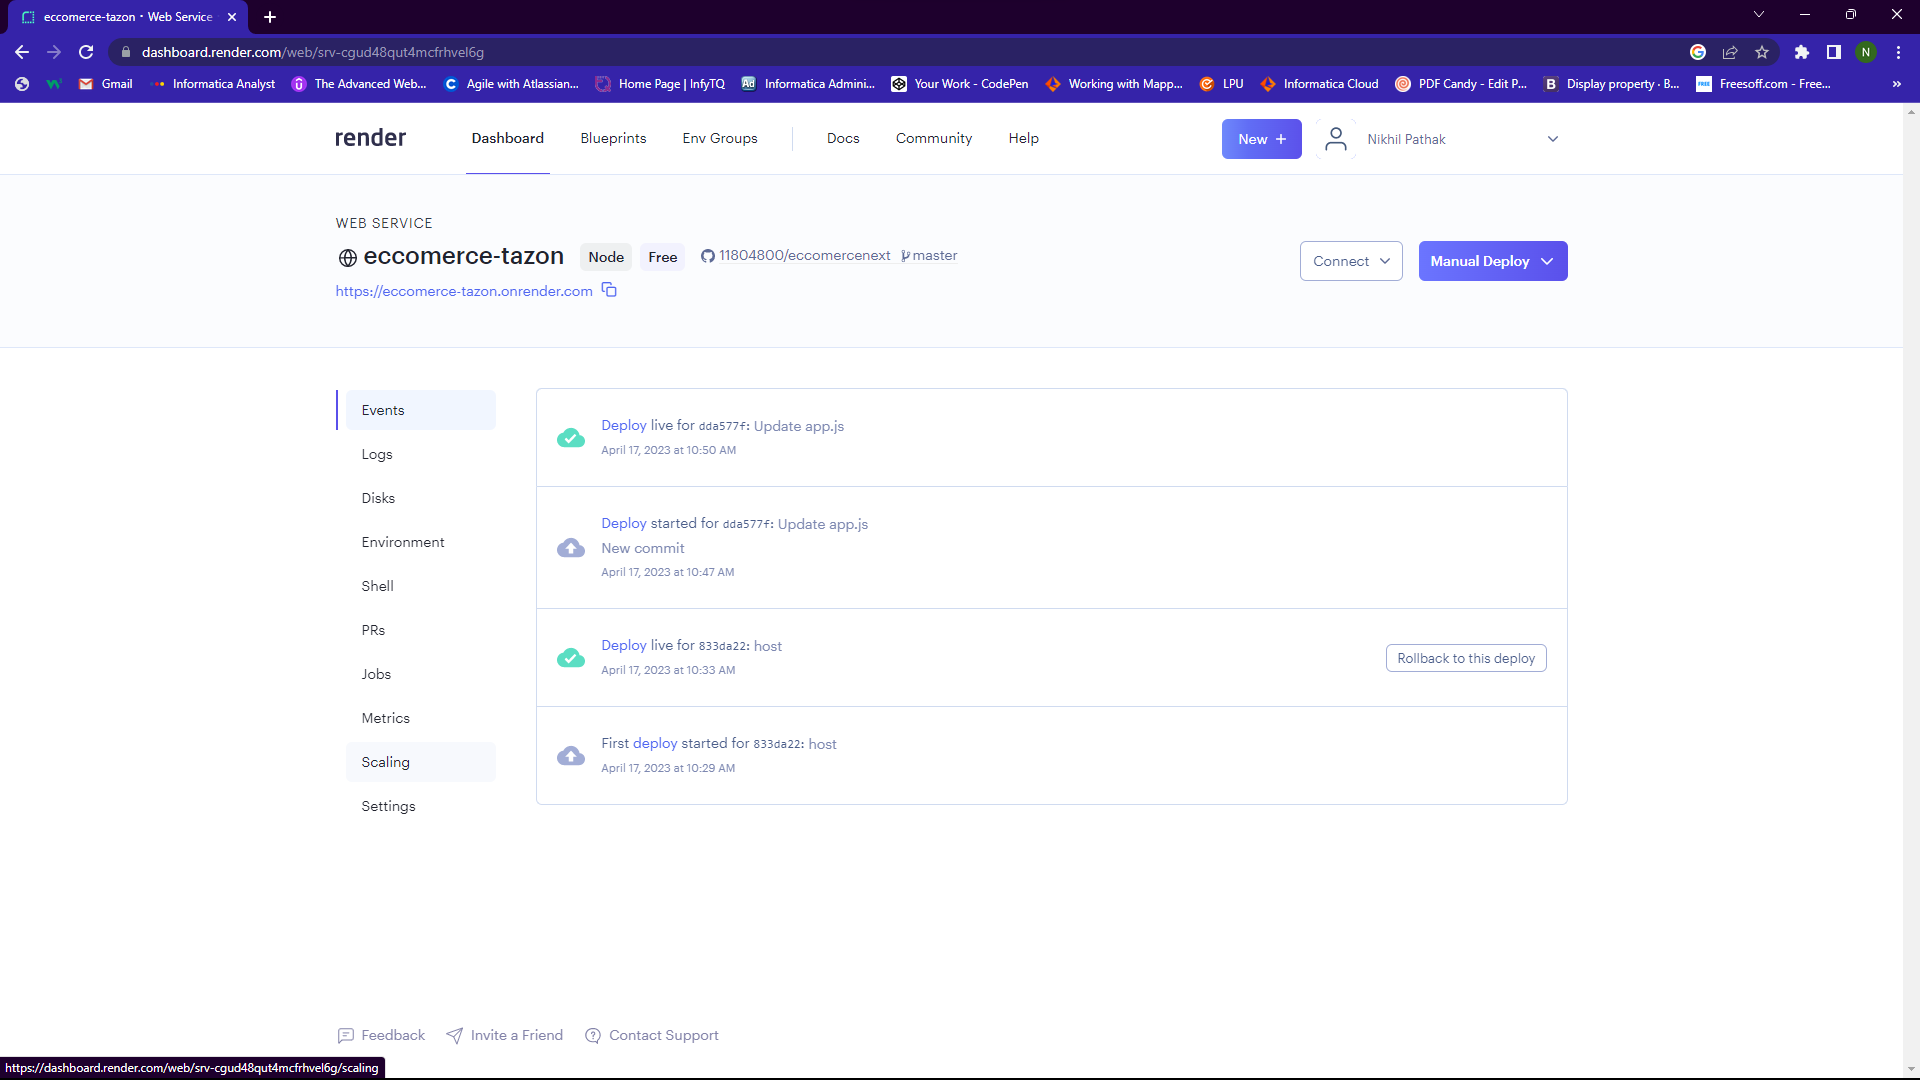 eccomerce-tazon · Web Service
dashboard.render.com/web/srv-cgud48qut4mcfrhvel6g
N
Gmail
Informatica Analyst
The Advanced Web...
Agile with Atlassian...
Home Page | InfyTQ
Informatica Admini...
Your Work - CodePen
Working with Mapp...
LPU
Informatica Cloud
PDF Candy - Edit P...
Display property · B...
Freesoff.com - Free...
render
Dashboard
Blueprints
Env Groups
Docs
Community
Help
New +
Nikhil Pathak
WEB SERVICE
eccomerce-tazon
Node
Free
11804800/eccomercenext
master
Connect
Manual Deploy
https://eccomerce-tazon.onrender.com
Events
Logs
Disks
Environment
Shell
PRs
Jobs
Metrics
Scaling
Settings
Deploy live for dda577f: Update app.js
April 17, 2023 at 10:50 AM
Deploy started for dda577f: Update app.js
New commit
April 17, 2023 at 10:47 AM
Deploy live for 833da22: host
April 17, 2023 at 10:33 AM
Rollback to this deploy
First deploy started for 833da22: host
April 17, 2023 at 10:29 AM
Feedback
Invite a Friend
Contact Support
https://dashboard.render.com/web/srv-cgud48qut4mcfrhvel6g/scaling